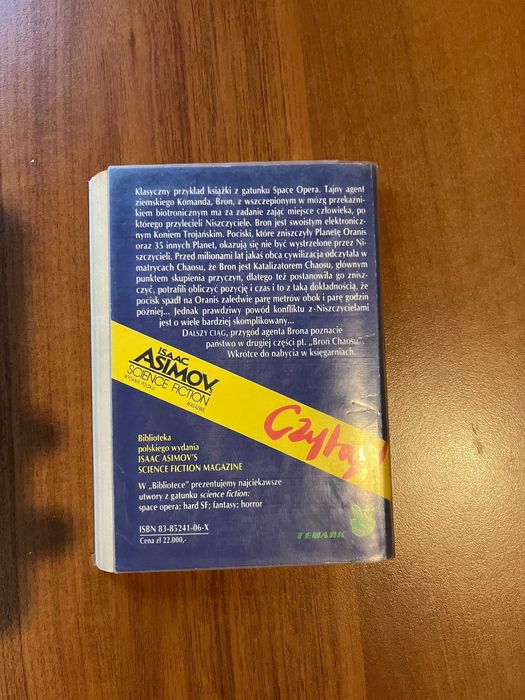 Klasyczny przykład książki z gatunku Space Opera. Tajny agent
ziemskiego Komanda, Bron, z wszczepionym w mózg przekaźni-
kiem biotronicznym ma za zadanie zająć miejsce człowieka, po
którego przylecieli Niszczyciele. Bron jest swoistym elektronicz-
nym Koniem Trojańskim. Pociski, które zniszczyły Planetę Oranis
oraz 35 innych Planet, okazują się nie być wystrzelone przez Ni-
szczycieli. Przed milionami lat jakaś obca cywilizacja odczytała w
matrycach Chaosu, że Bron jest Katalizatorem Chaosu, głównym
punktem skupienia przyczyn, dlatego też postanowiła go znisz-
czyć, potrafili obliczyć pozycję i czas i to z taką dokładnością, że
pocisk spadł na Oranis zaledwie parę metrów obok i parę godzin
później... Jednak prawdziwy powód konfliktu z Niszczycielami
jest o wiele bardziej skomplikowany...
DALSZY CIĄG, przygód agenta Brona poznacie
państwo w drugiej części pt. „Broń Chaosu".
Wkrótce do nabycia w księgarniach.
ISAAC
ASIMOV
SCIENCE FICTION
WYDANIE POLSKIE
MAGAZINE
Czytaj!
Biblioteka
polskiego wydania
ISAAC ASIMOV'S
SCIENCE FICTION MAGAZINE
W „Bibliotece" prezentujemy najciekawsze
utwory z gatunku science fiction:
space opera; hard SF; fantasy; horror
ISBN 83-85241-06-X
Cena zł 22.000,-
TEMARK